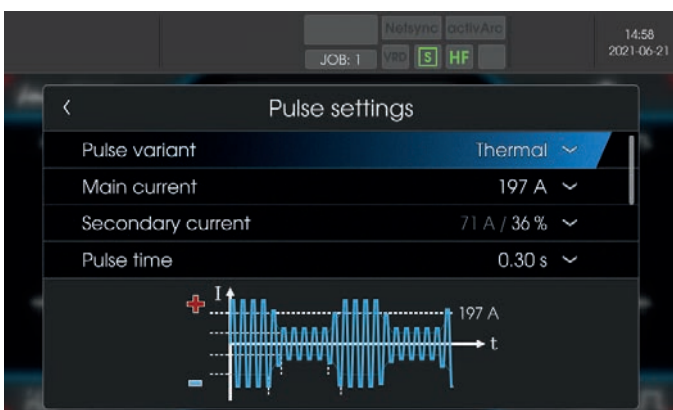 Netsync activArc
14:58
JOB: 1 VRD S HF
2021-06-21
Pulse settings
Pulse variant Thermal
Main current 197 A
Secondary current 71 A / 36 %
Pulse time 0.30 s
I
197 A
t